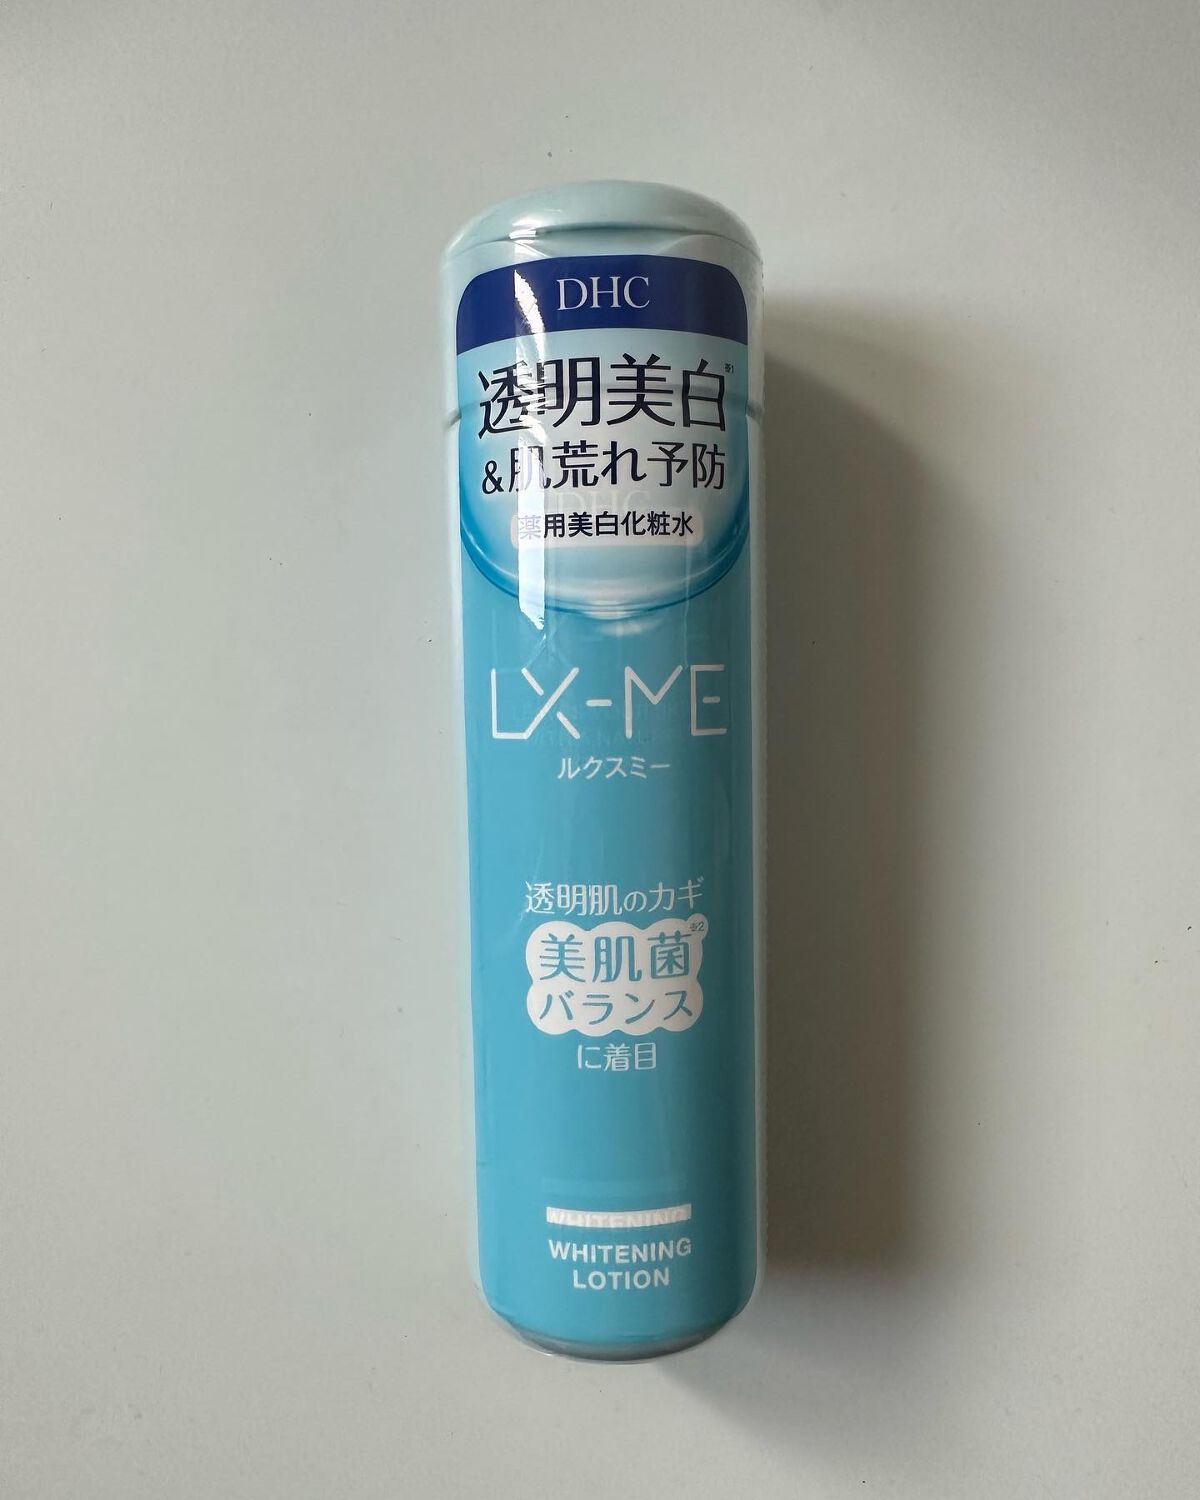 DHC
透明美白※1
&肌荒れ予防
薬用美白化粧水
LX-ME
ルクスミー
透明肌のカギ
美肌菌※2
バランス
に着目
WHITENING
LOTION